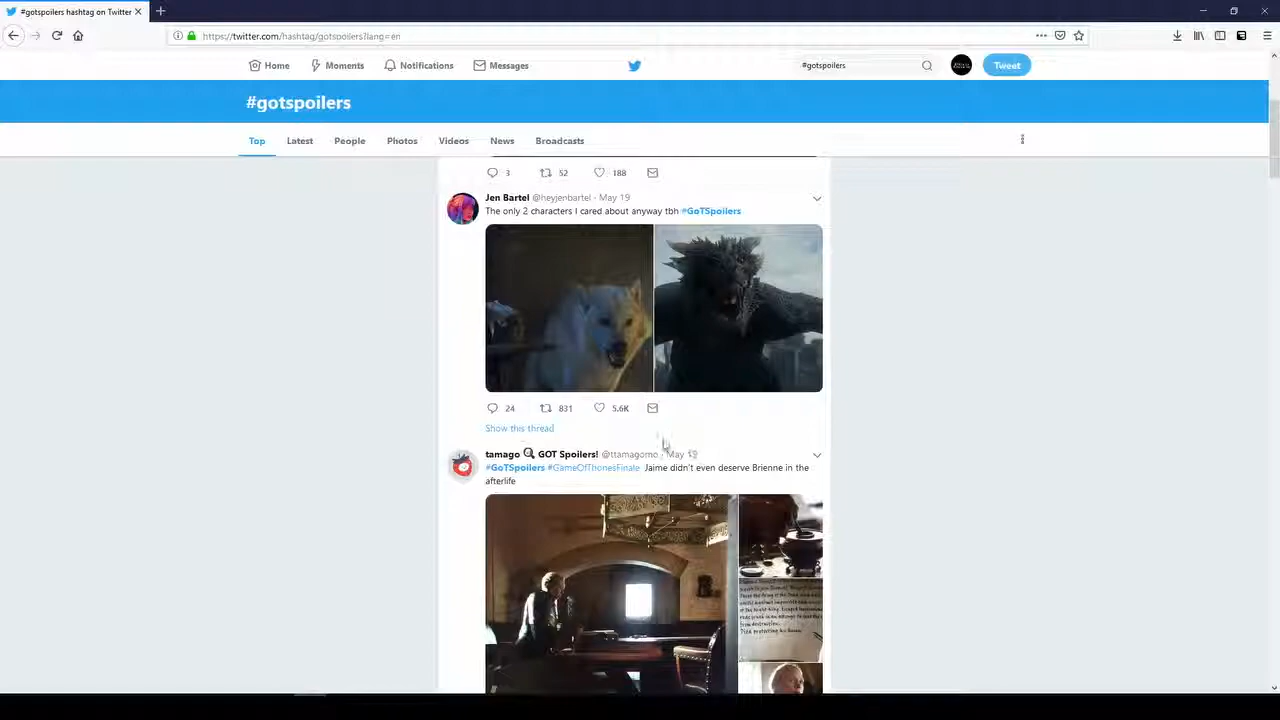 #gotspoilers hashtag on Twitter
https://twitter.com/hashtag/gotspoilers?lang=en
Home Moments Notifications Messages #gotspoilers Tweet
#gotspoilers
Top Latest People Photos Videos News Broadcasts
3 52 188
Jen Bartel @heyjenbartel · May 19
The only 2 characters I cared about anyway tbh #GoTSpoilers
24 831 5.6K
Show this thread
tamago GOT Spoilers! @ttamagomo · May
#GoTSpoilers #GameOfThonesFinale Jaime didn't even deserve Brienne in the
afterlife